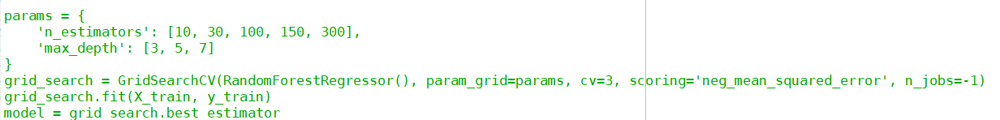 params = {
    'n_estimators': [10, 30, 100, 150, 300],
    'max_depth': [3, 5, 7]
}
grid_search = GridSearchCV(RandomForestRegressor(), param_grid=params, cv=3, scoring='neg_mean_squared_error', n_jobs=-1)
grid_search.fit(X_train, y_train)
model = grid_search.best_estimator_